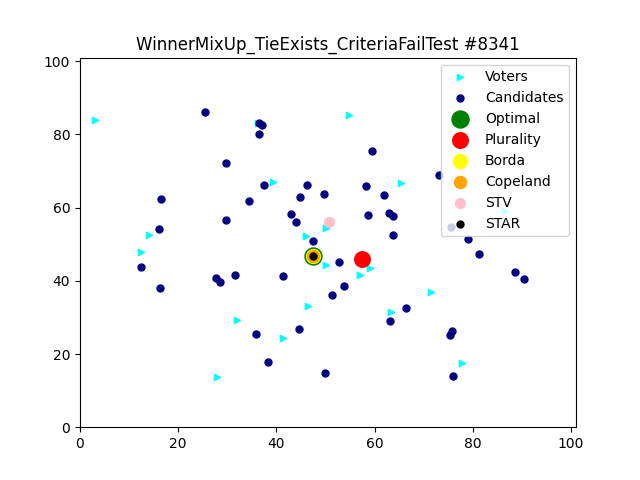 WinnerMixUp_TieExists_CriteriaFailTest #8341
100
80
60
40
20
0
0 20 40 60 80 100
Voters
Candidates
Optimal
Plurality
Borda
Copeland
STV
STAR